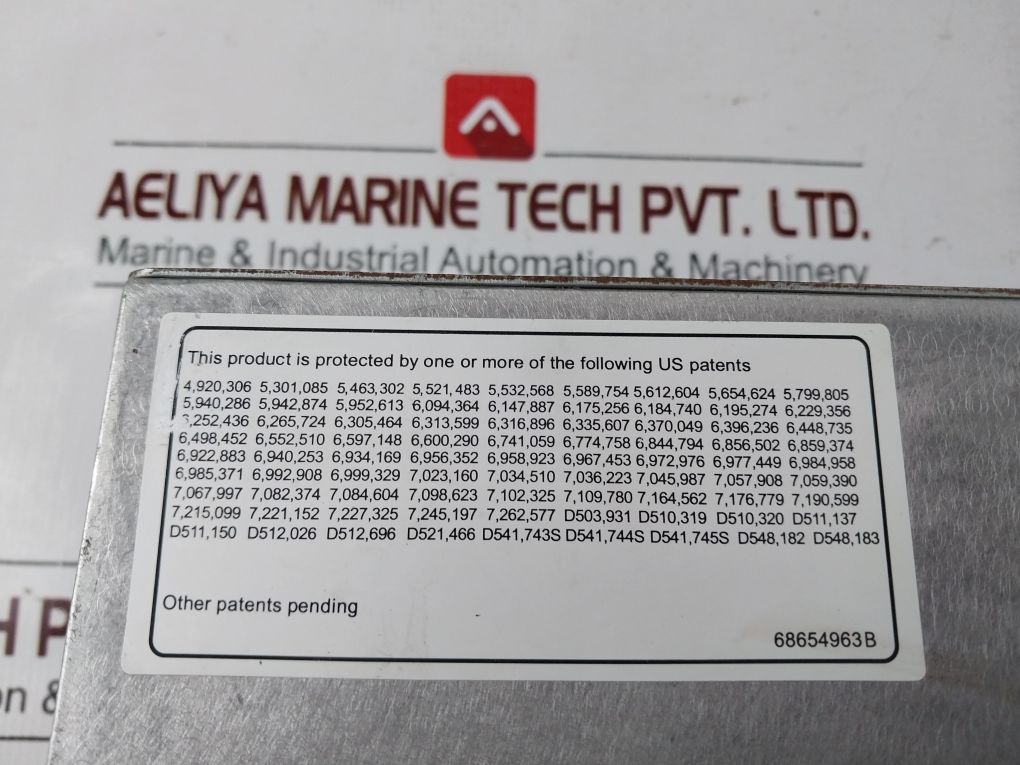 AELIYA MARINE TECH PVT. LTD.
Marine & Industrial Automation & Machinery
This product is protected by one or more of the following US patents
4,920,306 5,301,085 5,463,302 5,521,483 5,532,568 5,589,754 5,612,604 5,654,624 5,799,805
5,940,286 5,942,874 5,952,613 6,094,364 6,147,887 6,175,256 6,184,740 6,195,274 6,229,356
,252,436 6,265,724 6,305,464 6,313,599 6,316,896 6,335,607 6,370,049 6,396,236 6,448,735
6,498,452 6,552,510 6,597,148 6,600,290 6,741,059 6,774,758 6,844,794 6,856,502 6,859,374
6,922,883 6,940,253 6,934,169 6,956,352 6,958,923 6,967,453 6,972,976 6,977,449 6,984,958
6,985,371 6,992,908 6,999,329 7,023,160 7,034,510 7,036,223 7,045,987 7,057,908 7,059,390
7,067,997 7,082,374 7,084,604 7,098,623 7,102,325 7,109,780 7,164,562 7,176,779 7,190,599
7,215,099 7,221,152 7,227,325 7,245,197 7,262,577 D503,931 D510,319 D510,320 D511,137
D511,150 D512,026 D512,696 D521,466 D541,743S D541,744S D541,745S D548,182 D548,183
Other patents pending
68654963B
H P
on &